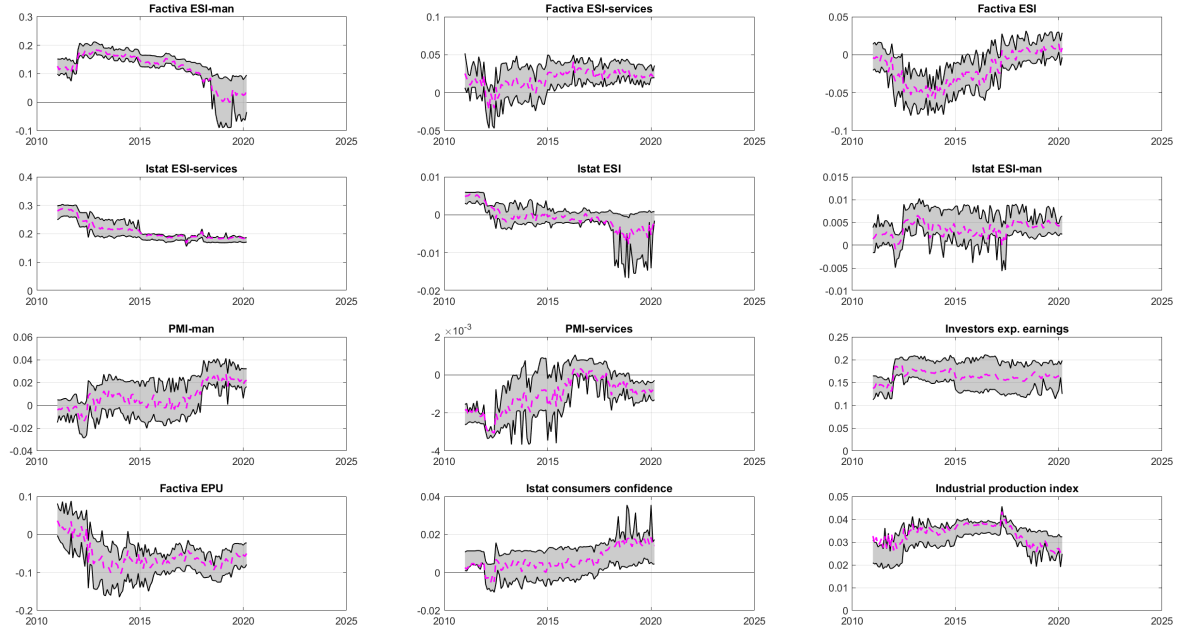 Factiva ESI-man
0.3
0.2
0.1
0
-0.1
2010 2015 2020 2025
Factiva ESI-services
0.1
0.05
0
-0.05
2010 2015 2020 2025
Factiva ESI
0.05
0
-0.05
-0.1
2010 2015 2020 2025
Istat ESI-services
0.4
0.3
0.2
0.1
0
2010 2015 2020 2025
Istat ESI
0.01
0
-0.01
-0.02
2010 2015 2020 2025
Istat ESI-man
0.015
0.01
0.005
0
-0.005
-0.01
2010 2015 2020 2025
PMI-man
0.06
0.04
0.02
0
-0.02
-0.04
2010 2015 2020 2025
PMI-services
×10⁻³
2
0
-2
-4
2010 2015 2020 2025
Investors exp. earnings
0.25
0.2
0.15
0.1
0.05
0
2010 2015 2020 2025
Factiva EPU
0.1
0
-0.1
-0.2
2010 2015 2020 2025
Istat consumers confidence
0.04
0.02
0
-0.02
2010 2015 2020 2025
Industrial production index
0.05
0.04
0.03
0.02
0.01
0
2010 2015 2020 2025